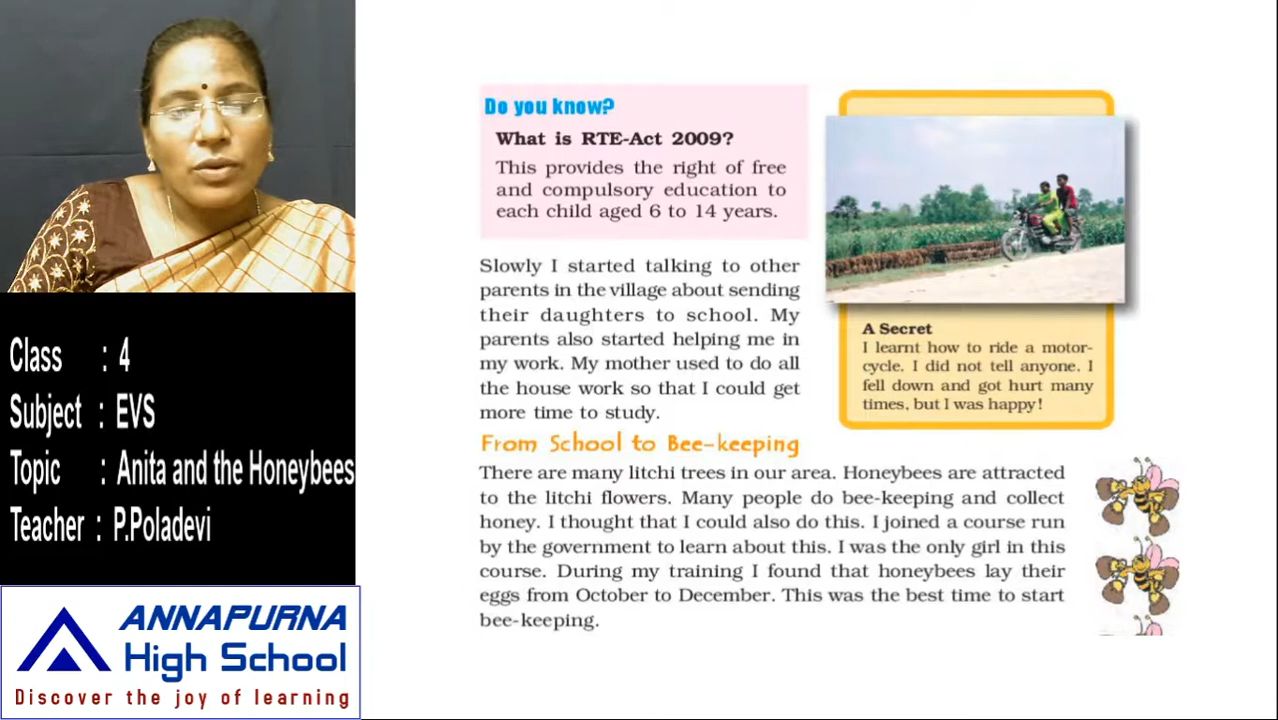 Do you know?
What is RTE-Act 2009?
This provides the right of free
and compulsory education to
each child aged 6 to 14 years.
Slowly I started talking to other
parents in the village about sending
their daughters to school. My
parents also started helping me in
my work. My mother used to do all
the house work so that I could get
more time to study.
A Secret
I learnt how to ride a motor-
cycle. I did not tell anyone. I
fell down and got hurt many
times, but I was happy!
From School to Bee-keeping
There are many litchi trees in our area. Honeybees are attracted
to the litchi flowers. Many people do bee-keeping and collect
honey. I thought that I could also do this. I joined a course run
by the government to learn about this. I was the only girl in this
course. During my training I found that honeybees lay their
eggs from October to December. This was the best time to start
bee-keeping.
Class : 4
Subject : EVS
Topic : Anita and the Honeybees
Teacher : P.Poladevi
ANNAPURNA
High School
Discover the joy of learning